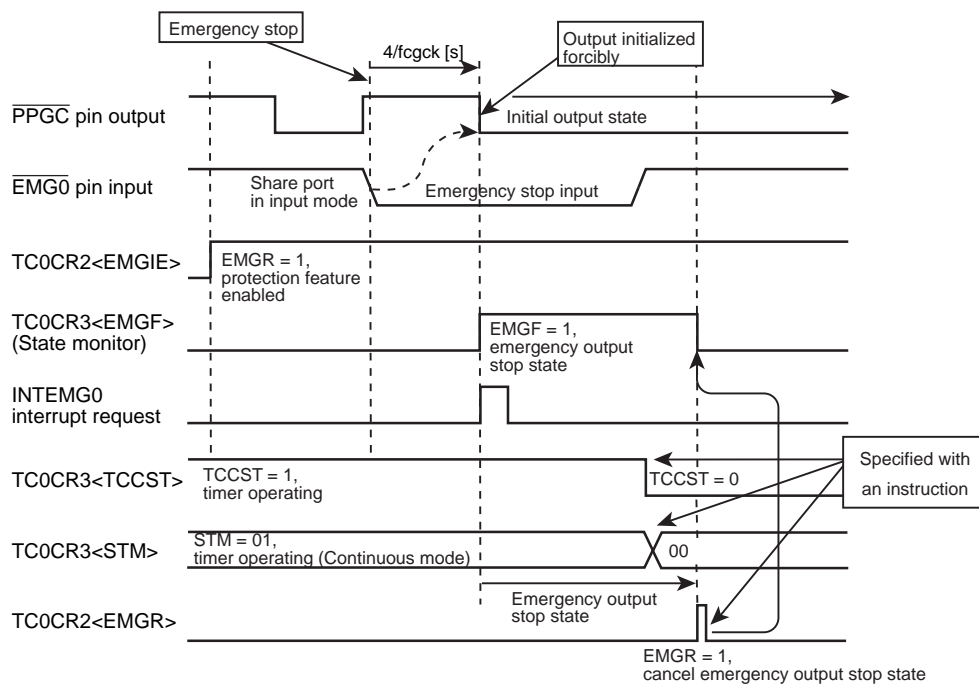 Emergency stop
4/fcgck [s]
Output initialized
forcibly
PPGC pin output
Initial output state
EMG0 pin input
Share port
in input mode
Emergency stop input
TC0CR2<EMGIE>
EMGR = 1,
protection feature
enabled
TC0CR3<EMGF>
(State monitor)
EMGF = 1,
emergency output
stop state
INTEMG0
interrupt request
TC0CR3<TCCST>
TCCST = 1,
timer operating
TCCST = 0
Specified with
an instruction
TC0CR3<STM>
STM = 01,
timer operating (Continuous mode)
00
Emergency output
stop state
TC0CR2<EMGR>
EMGR = 1,
cancel emergency output stop state